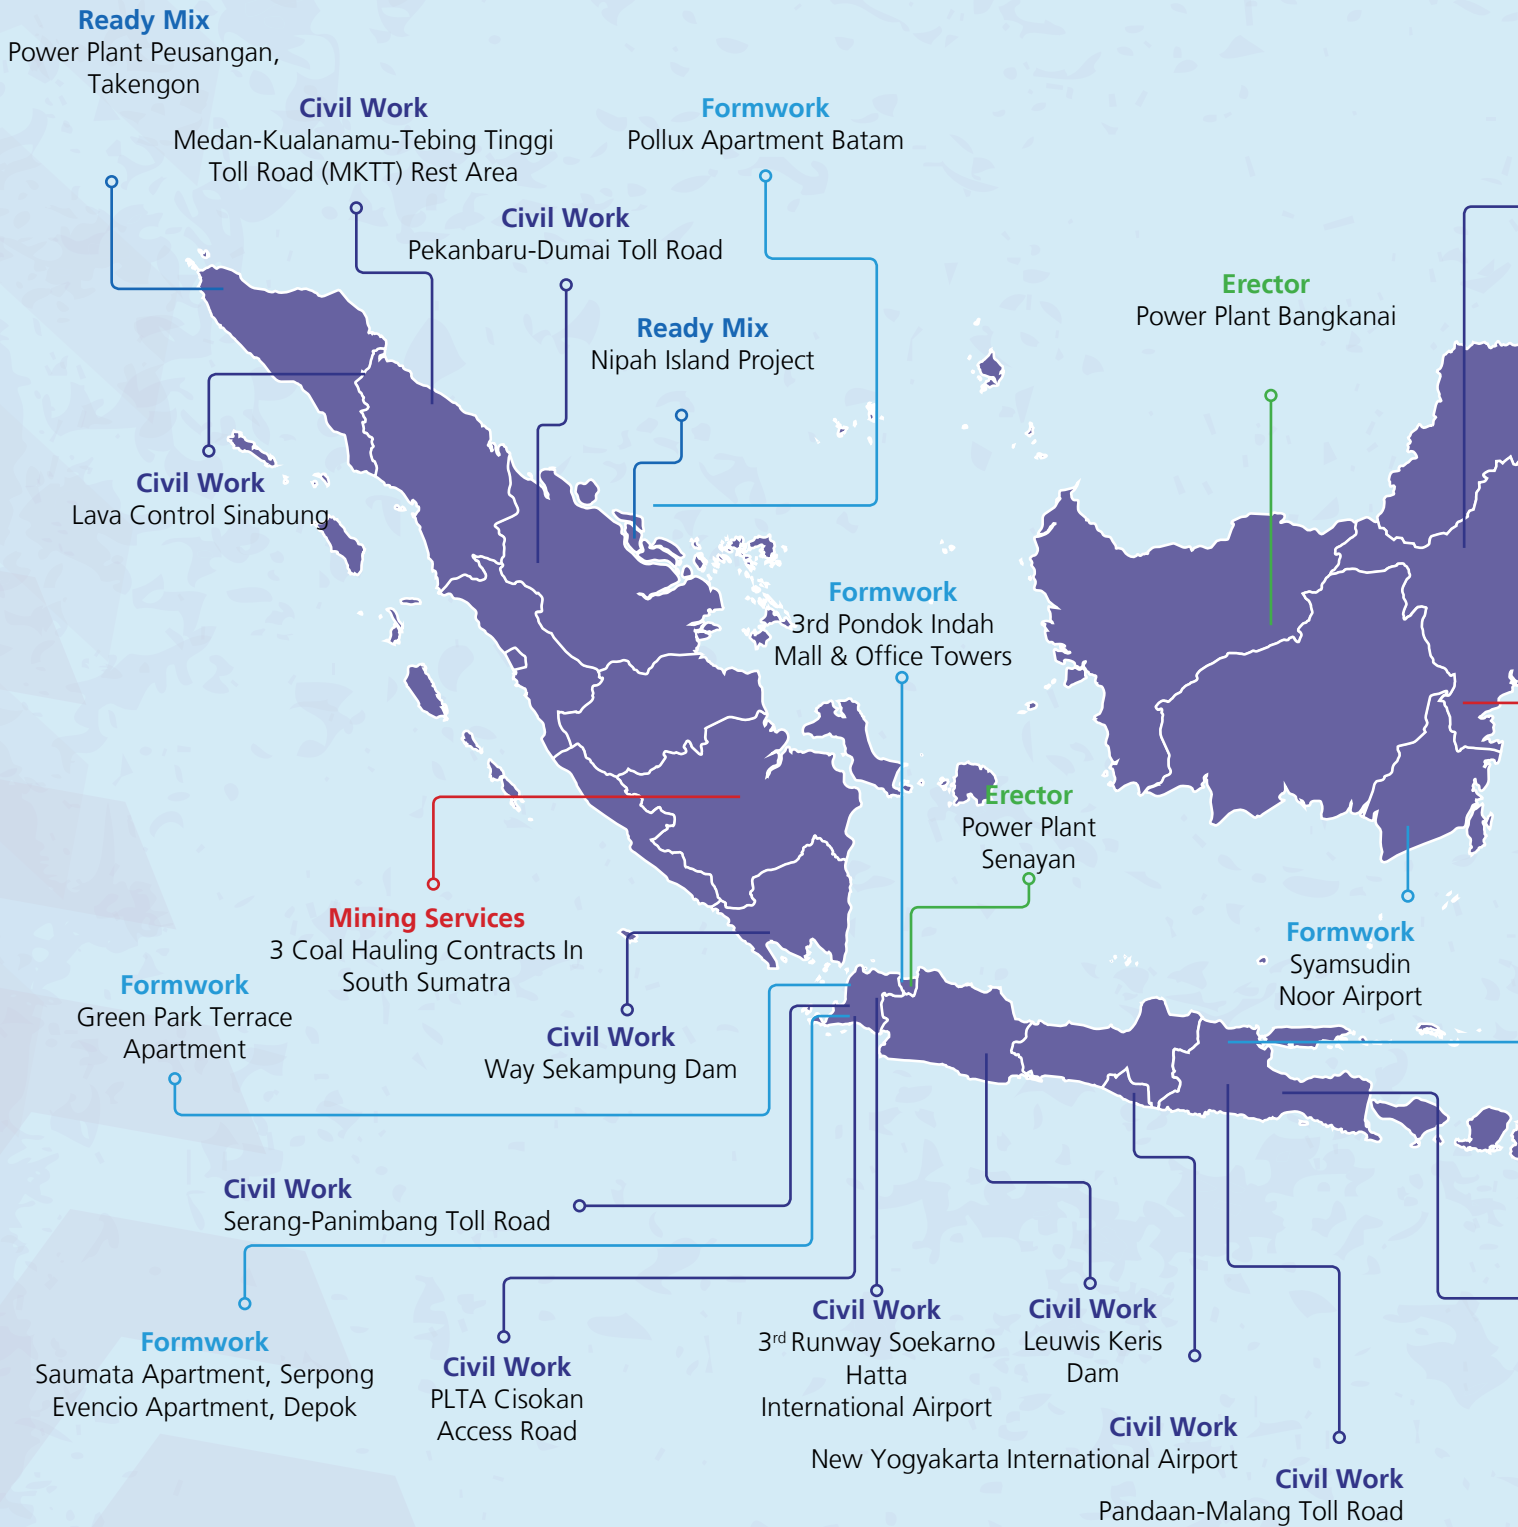 Ready Mix
Power Plant Peusangan,
Takengon
Civil Work
Medan-Kualanamu-Tebing Tinggi
Toll Road (MKTT) Rest Area
Formwork
Pollux Apartment Batam
Civil Work
Pekanbaru-Dumai Toll Road
Ready Mix
Nipah Island Project
Erector
Power Plant Bangkanai
Civil Work
Lava Control Sinabung
Formwork
3rd Pondok Indah
Mall & Office Towers
Erector
Power Plant
Senayan
Mining Services
3 Coal Hauling Contracts In
South Sumatra
Formwork
Syamsudin
Noor Airport
Formwork
Green Park Terrace
Apartment
Civil Work
Way Sekampung Dam
Civil Work
Serang-Panimbang Toll Road
Formwork
Saumata Apartment, Serpong
Evencio Apartment, Depok
Civil Work
PLTA Cisokan
Access Road
Civil Work
3rd Runway Soekarno
Hatta
International Airport
Civil Work
Leuwis Keris
Dam
Civil Work
New Yogyakarta International Airport
Civil Work
Pandaan-Malang Toll Road